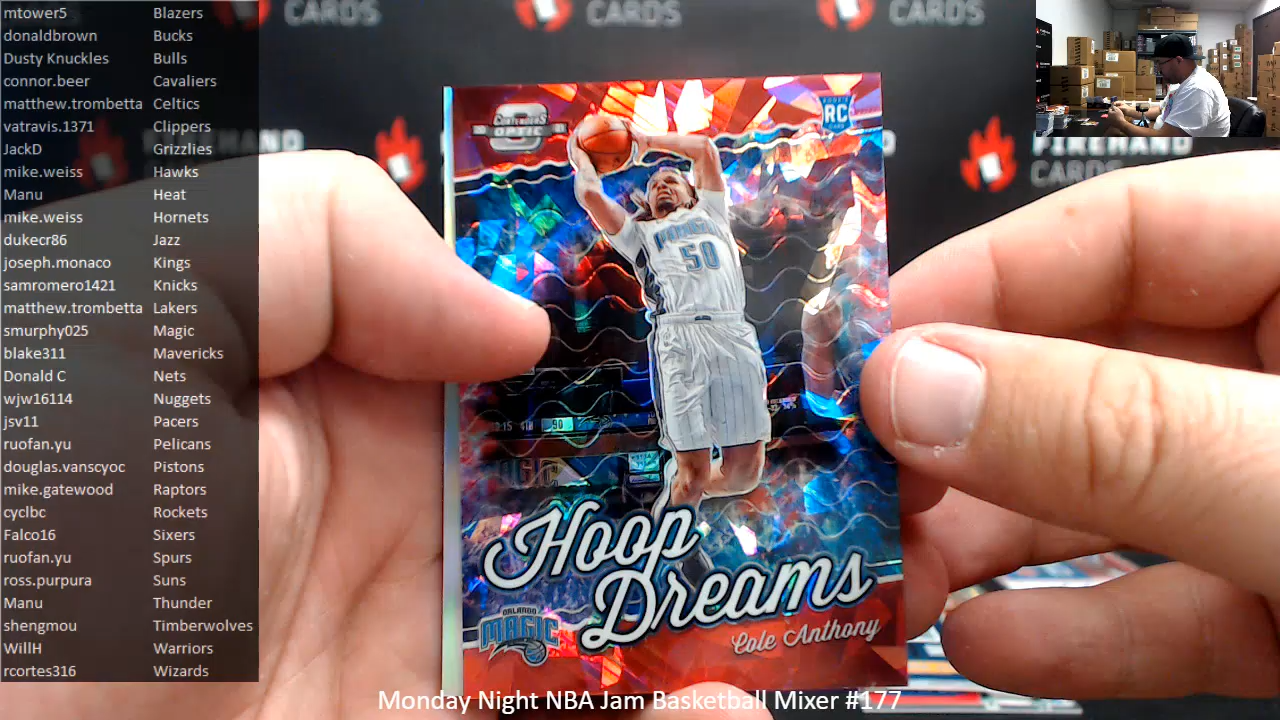 mtower5 Blazers
donaldbrown Bucks
Dusty Knuckles Bulls
connor.beer Cavaliers
matthew.trombetta Celtics
vatravis.1371 Clippers
JackD Grizzlies
mike.weiss Hawks
Manu Heat
mike.weiss Hornets
dukecr86 Jazz
joseph.monaco Kings
samromero1421 Knicks
matthew.trombetta Lakers
smurphy025 Magic
blake311 Mavericks
Donald C Nets
wjw16114 Nuggets
jsv11 Pacers
ruofan.yu Pelicans
douglas.vanscyoc Pistons
mike.gatewood Raptors
cyclbc Rockets
Falco16 Sixers
ruofan.yu Spurs
ross.purpura Suns
Manu Thunder
shengmou Timberwolves
WillH Warriors
rcortes316 Wizards
CARDS
CARDS
CARDS
FIREHAND
CARDS
CONTENDERS
OPTIC
RC
50
90
Hoop
Dreams
ORLANDO
MAGIC
Cole Anthony
Monday Night NBA Jam Basketball Mixer #177